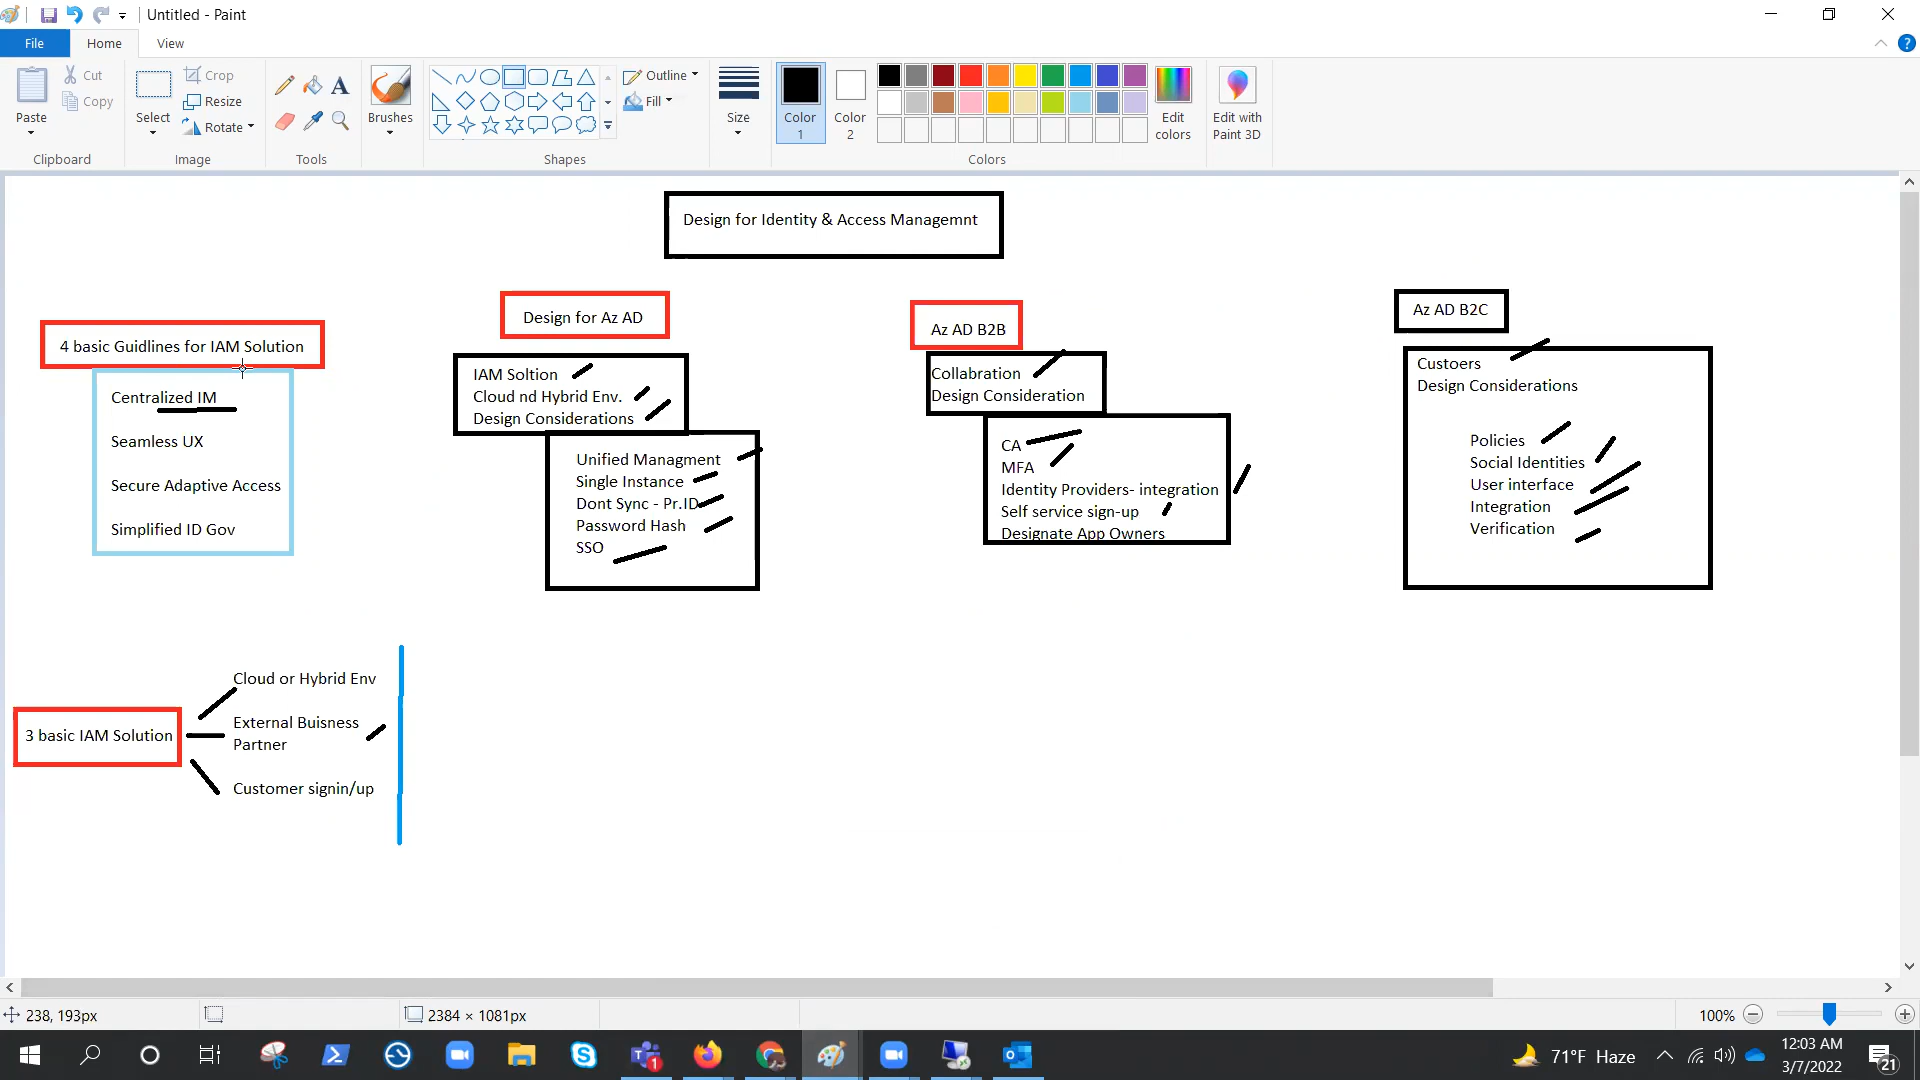 Untitled - Paint
File
Home
View
Paste
Cut
Copy
Clipboard
Select
Crop
Resize
Rotate
Image
A
Tools
Brushes
Outline
Fill
Shapes
Size
Color 1
Color 2
Edit colors
Colors
Edit with Paint 3D
?
Design for Identity & Access Managemnt
4 basic Guidlines for IAM Solution
Centralized IM
Seamless UX
Secure Adaptive Access
Simplified ID Gov
Design for Az AD
IAM Soltion
Cloud nd Hybrid Env.
Design Considerations
Unified Managment
Single Instance
Dont Sync - Pr.ID
Password Hash
SSO
Az AD B2B
Collabration
Design Consideration
CA
MFA
Identity Providers- integration
Self service sign-up
Designate App Owners
Az AD B2C
Custoers
Design Considerations
Policies
Social Identities
User interface
Integration
Verification
3 basic IAM Solution
Cloud or Hybrid Env
External Buisness
Partner
Customer signin/up
238, 193px
2384 × 1081px
100%
1
71°F Haze
12:03 AM
3/7/2022
21